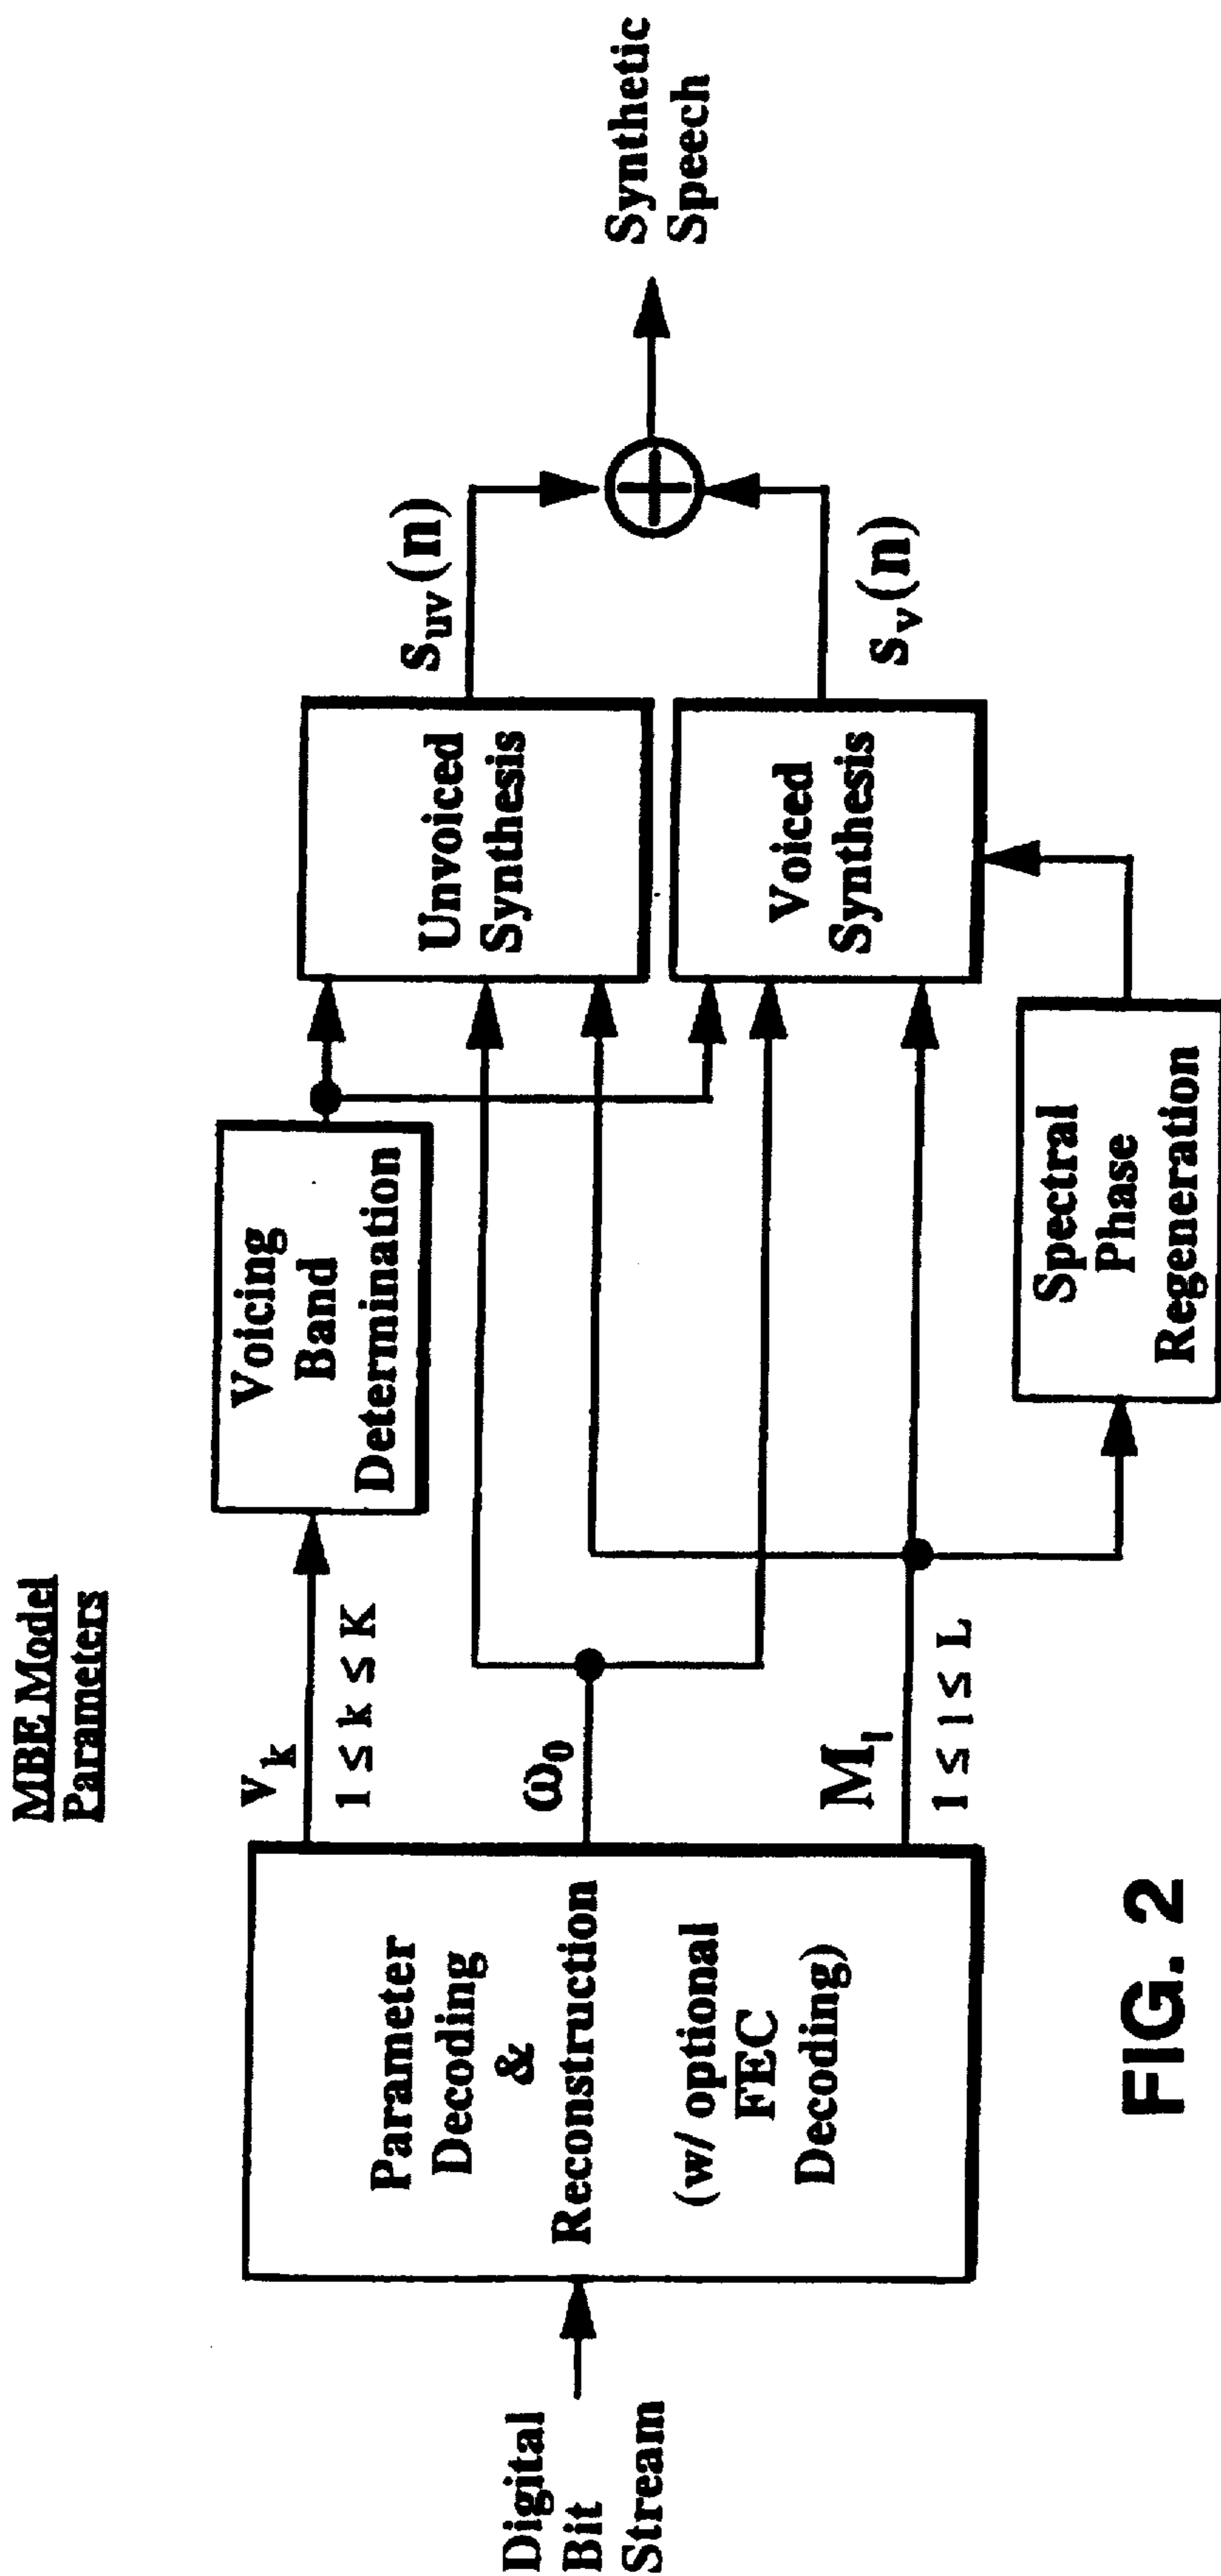 MBE Model
Parameters
Digital
Bit
Stream
Parameter
Decoding
&
Reconstruction
(w/ optional
FEC
Decoding)
v_k
1 ≤ k ≤ K
ω_0
M_l
1 ≤ l ≤ L
Voicing
Band
Determination
Spectral
Phase
Regeneration
Unvoiced
Synthesis
Voiced
Synthesis
s_uv(n)
s_v(n)
Synthetic
Speech
FIG. 2